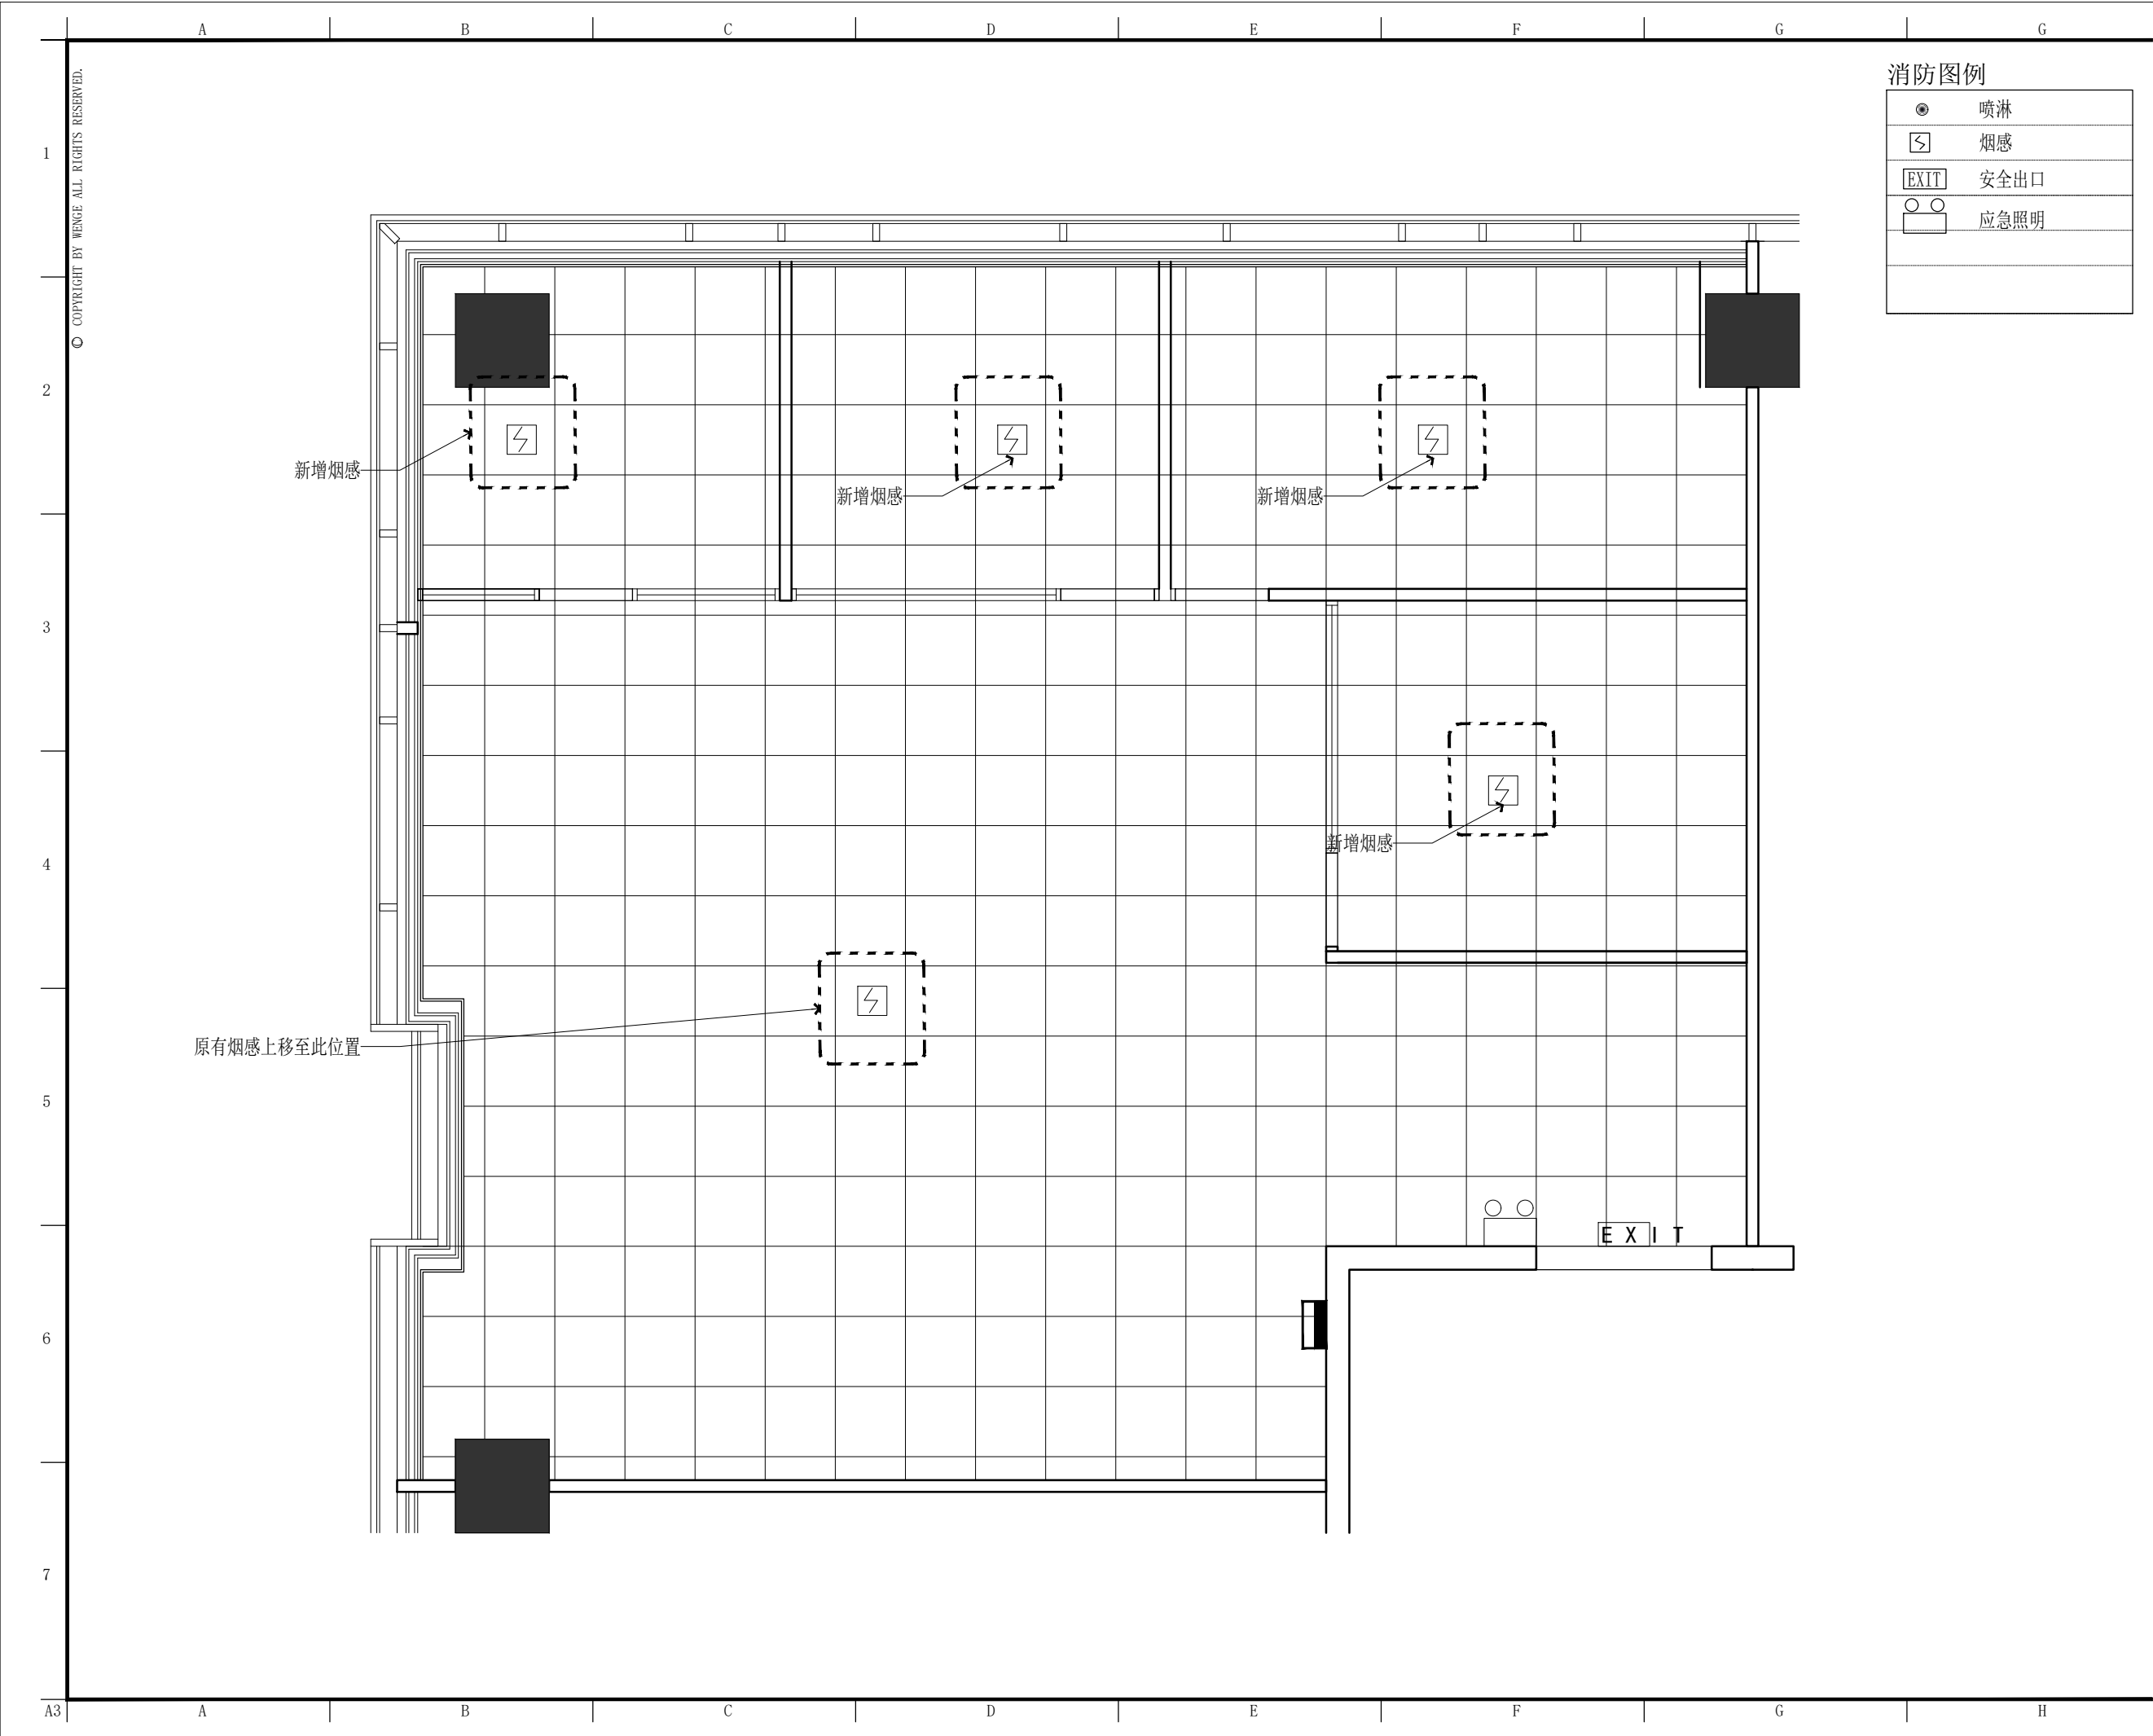 A B C D E F G G
© COPYRIGHT BY WENGE ALL RIGHTS RESERVED.
消防图例
喷淋
烟感
EXIT 安全出口
应急照明
1
2
新增烟感
新增烟感
新增烟感
3
4
新增烟感
原有烟感上移至此位置
5
EXIT
6
7
A3 A B C D E F G H